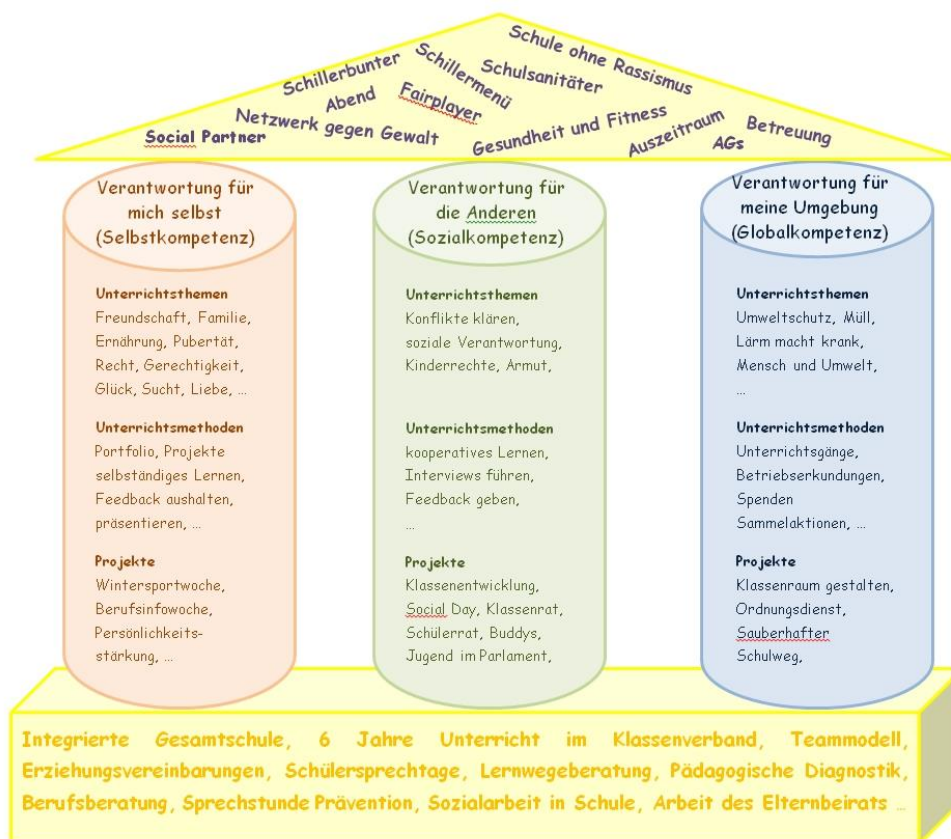 Schule ohne Rassismus
Schillermenü
Schillerbunter
Abend
Schulsanitäter
Fairplayer
Netzwerk gegen Gewalt
Social Partner
Gesundheit und Fitness
Auszeitraum
Betreuung
AGs
Verantwortung für
mich selbst
(Selbstkompetenz)
Unterrichtsthemen
Freundschaft, Familie,
Ernährung, Pubertät,
Recht, Gerechtigkeit,
Glück, Sucht, Liebe, …
Unterrichtsmethoden
Portfolio, Projekte
selbständiges Lernen,
Feedback aushalten,
präsentieren, …
Projekte
Wintersportwoche,
Berufsinfowoche,
Persönlichkeits-
stärkung, …
Verantwortung für
die Anderen
(Sozialkompetenz)
Unterrichtsthemen
Konflikte klären,
soziale Verantwortung,
Kinderrechte, Armut,
Unterrichtsmethoden
kooperatives Lernen,
Interviews führen,
Feedback geben,
…
Projekte
Klassenentwicklung,
Social Day, Klassenrat,
Schülerrat, Buddys,
Jugend im Parlament,
Verantwortung für
meine Umgebung
(Globalkompetenz)
Unterrichtsthemen
Umweltschutz, Müll,
Lärm macht krank,
Mensch und Umwelt,
…
Unterrichtsmethoden
Unterrichtsgänge,
Betriebserkundungen,
Spenden
Sammelaktionen, …
Projekte
Klassenraum gestalten,
Ordnungsdienst,
Sauberhafter
Schulweg,
Integrierte Gesamtschule, 6 Jahre Unterricht im Klassenverband, Teammodell,
Erziehungsvereinbarungen, Schülersprechtage, Lernwegeberatung, Pädagogische Diagnostik,
Berufsberatung, Sprechstunde Prävention, Sozialarbeit in Schule, Arbeit des Elternbeirats …